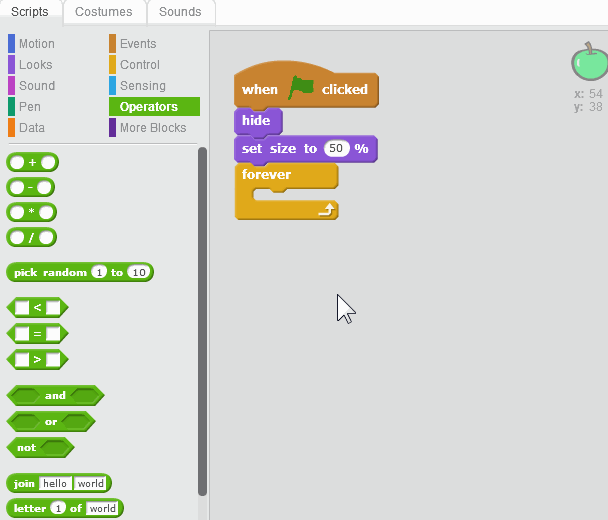 Scripts Costumes Sounds
Motion Events
Looks Control
Sound Sensing
Pen Operators
Data More Blocks
+
-
*
/
pick random 1 to 10
<
=
>
and
or
not
join hello world
letter 1 of world
when clicked
hide
set size to 50 %
forever
x: 54
y: 38